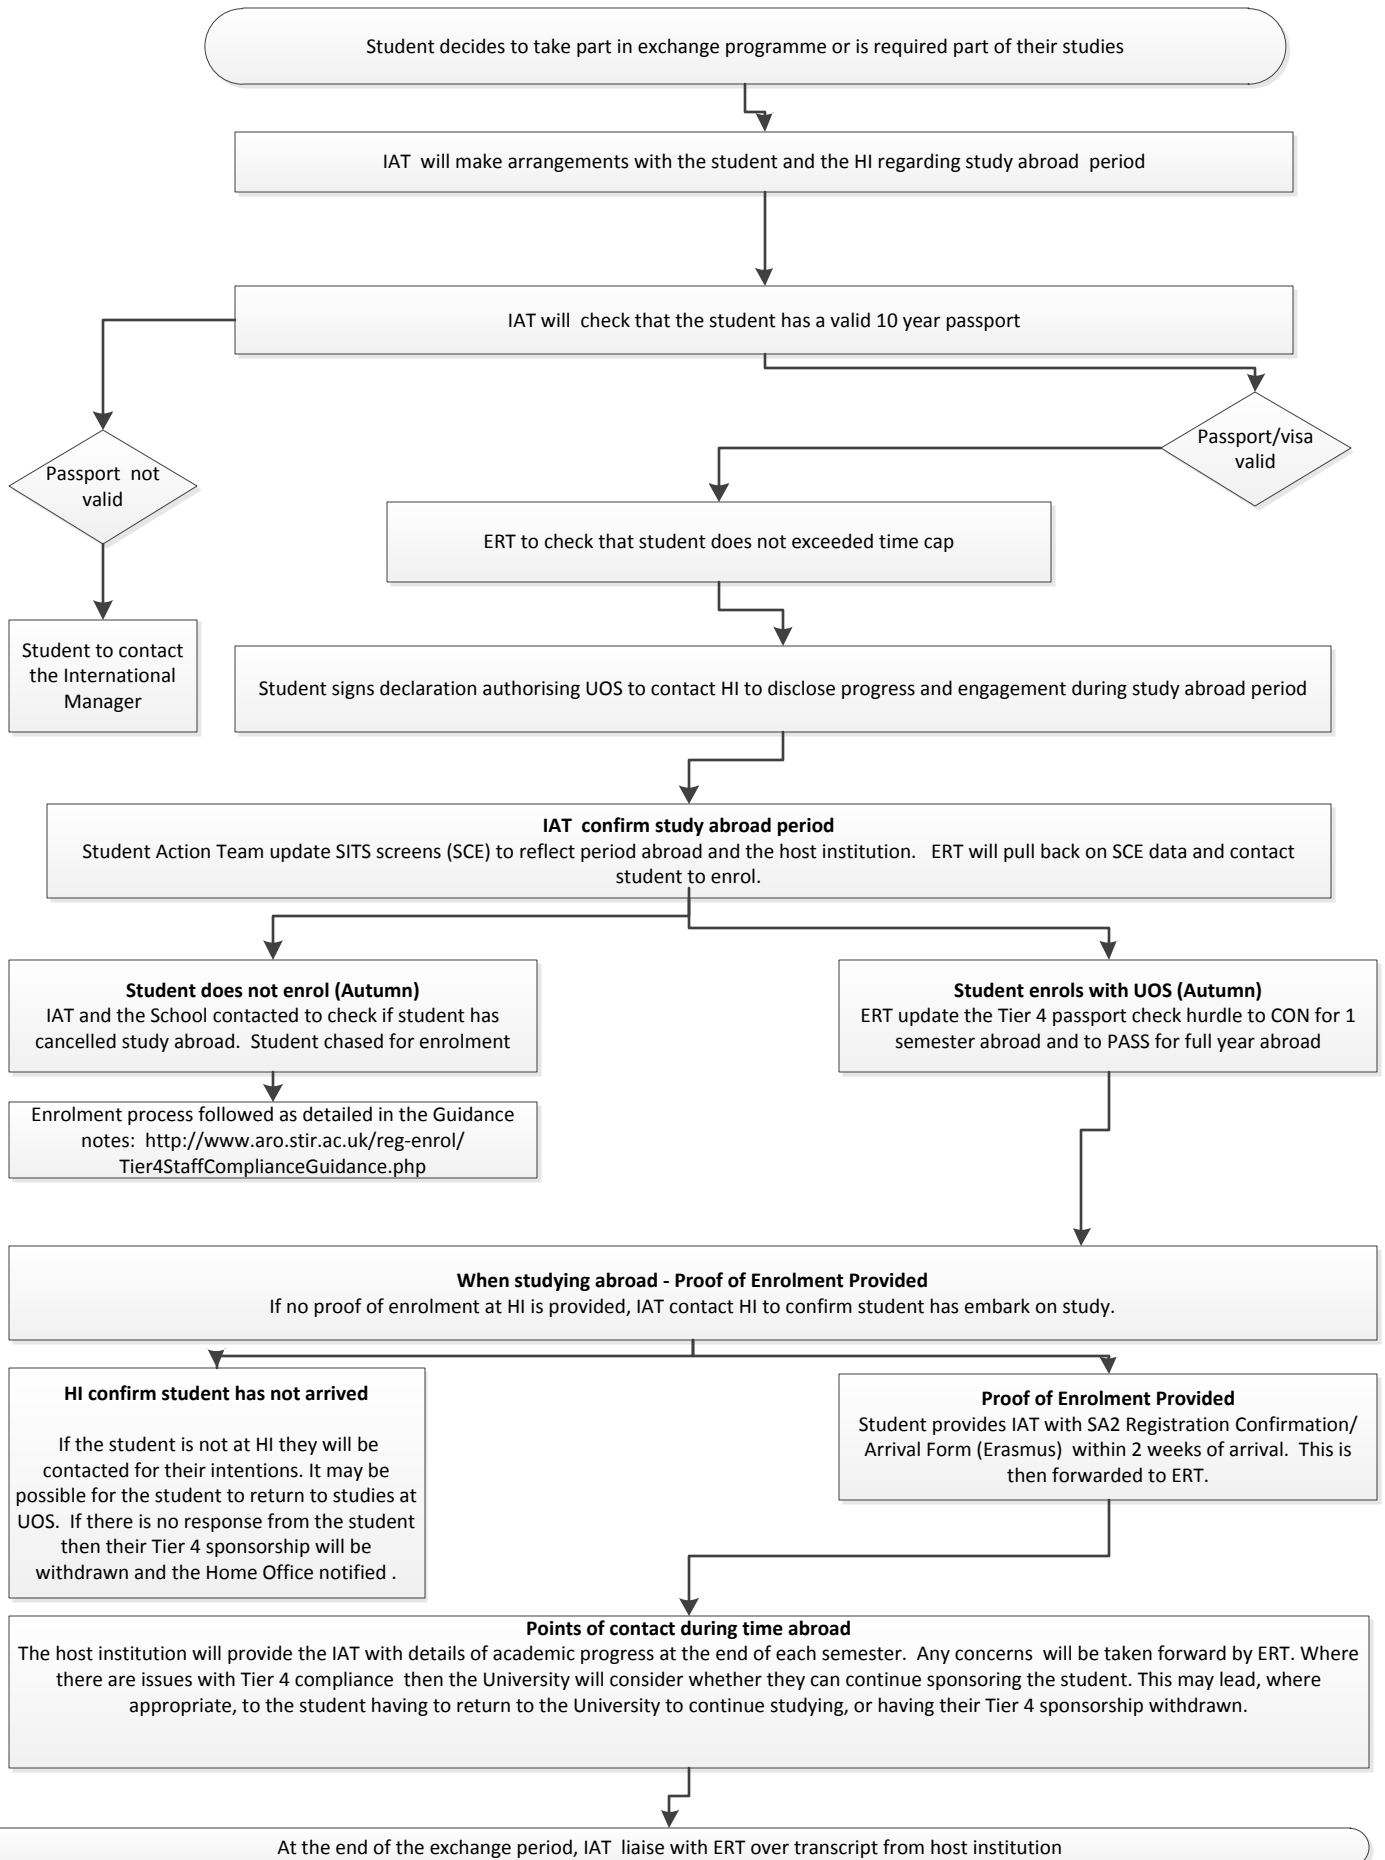 Student decides to take part in exchange programme or is required part of their studies
IAT will make arrangements with the student and the HI regarding study abroad period
IAT will check that the student has a valid 10 year passport
Passport/visa
valid
Passport not
valid
ERT to check that student does not exceeded time cap
Student to contact
the International
Manager
Student signs declaration authorising UOS to contact HI to disclose progress and engagement during study abroad period
IAT confirm study abroad period
Student Action Team update SITS screens (SCE) to reflect period abroad and the host institution. ERT will pull back on SCE data and contact
student to enrol.
Student does not enrol (Autumn)
IAT and the School contacted to check if student has
cancelled study abroad. Student chased for enrolment
Student enrols with UOS (Autumn)
ERT update the Tier 4 passport check hurdle to CON for 1
semester abroad and to PASS for full year abroad
Enrolment process followed as detailed in the Guidance
notes: http://www.aro.stir.ac.uk/reg-enrol/
Tier4StaffComplianceGuidance.php
When studying abroad - Proof of Enrolment Provided
If no proof of enrolment at HI is provided, IAT contact HI to confirm student has embark on study.
HI confirm student has not arrived
If the student is not at HI they will be
contacted for their intentions. It may be
possible for the student to return to studies at
UOS. If there is no response from the student
then their Tier 4 sponsorship will be
withdrawn and the Home Office notified .
Proof of Enrolment Provided
Student provides IAT with SA2 Registration Confirmation/
Arrival Form (Erasmus) within 2 weeks of arrival. This is
then forwarded to ERT.
Points of contact during time abroad
The host institution will provide the IAT with details of academic progress at the end of each semester. Any concerns will be taken forward by ERT. Where
there are issues with Tier 4 compliance then the University will consider whether they can continue sponsoring the student. This may lead, where
appropriate, to the student having to return to the University to continue studying, or having their Tier 4 sponsorship withdrawn.
At the end of the exchange period, IAT liaise with ERT over transcript from host institution